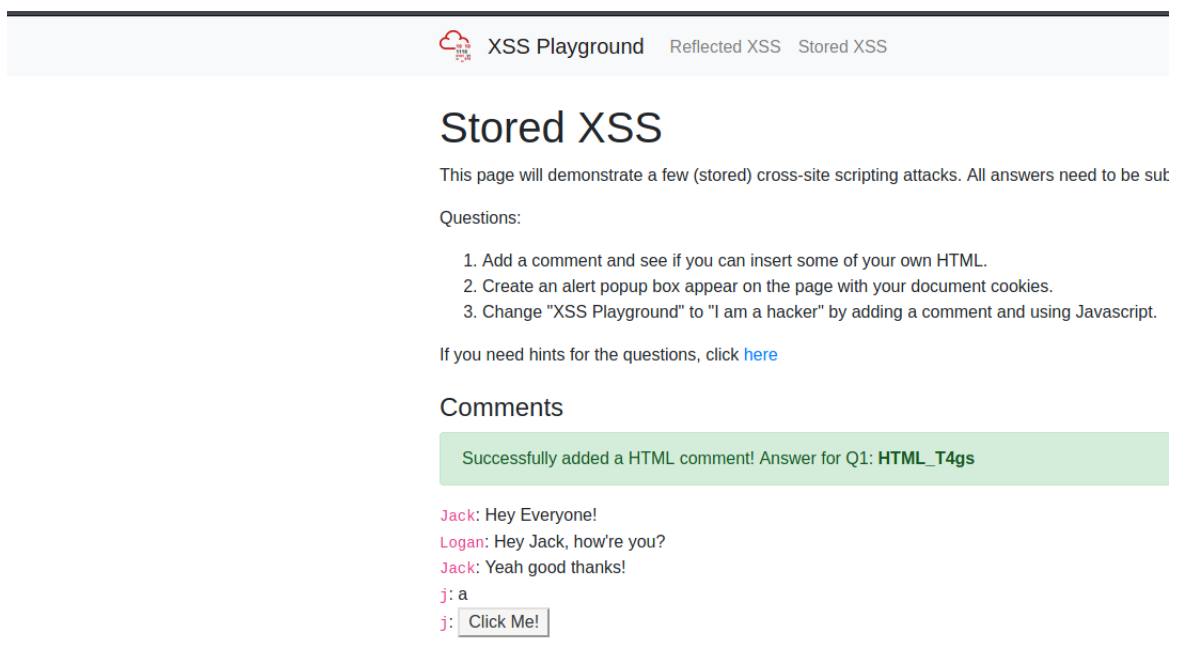 XSS Playground Reflected XSS Stored XSS
Stored XSS
This page will demonstrate a few (stored) cross-site scripting attacks. All answers need to be sub
Questions:
1. Add a comment and see if you can insert some of your own HTML.
2. Create an alert popup box appear on the page with your document cookies.
3. Change "XSS Playground" to "I am a hacker" by adding a comment and using Javascript.
If you need hints for the questions, click here
Comments
Successfully added a HTML comment! Answer for Q1: HTML_T4gs
Jack: Hey Everyone!
Logan: Hey Jack, how're you?
Jack: Yeah good thanks!
j: a
j: Click Me!